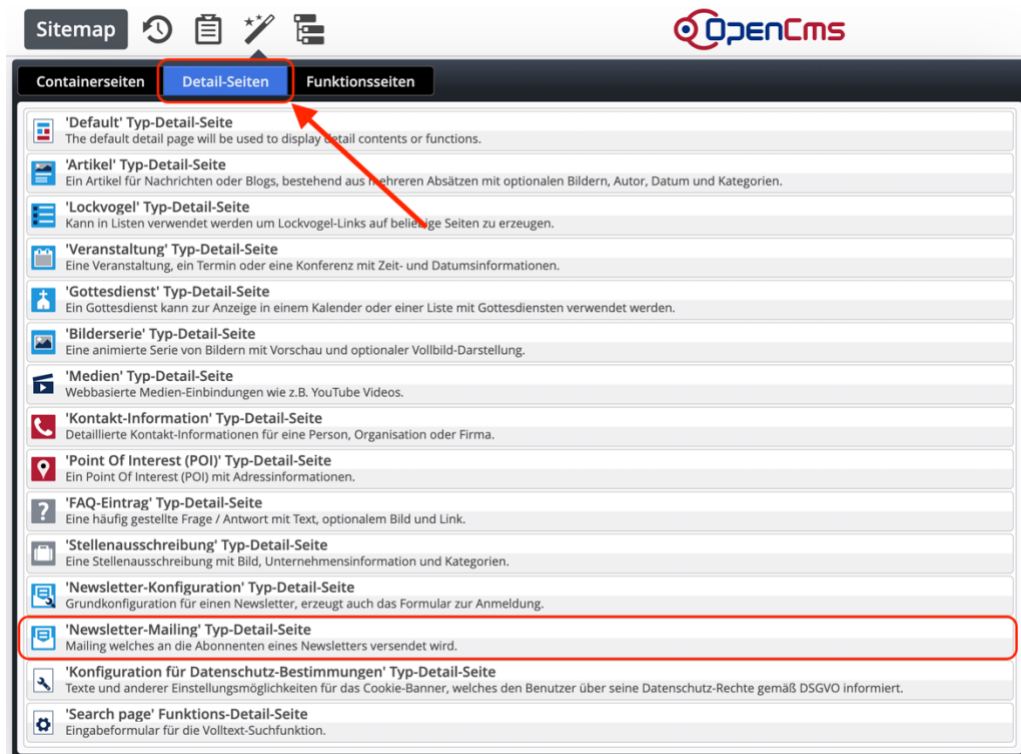 Sitemap
OpenCms
Containerseiten Detail-Seiten Funktionsseiten
'Default' Typ-Detail-Seite
The default detail page will be used to display detail contents or functions.
'Artikel' Typ-Detail-Seite
Ein Artikel für Nachrichten oder Blogs, bestehend aus mehreren Absätzen mit optionalen Bildern, Autor, Datum und Kategorien.
'Lockvogel' Typ-Detail-Seite
Kann in Listen verwendet werden um Lockvogel-Links auf beliebige Seiten zu erzeugen.
'Veranstaltung' Typ-Detail-Seite
Eine Veranstaltung, ein Termin oder eine Konferenz mit Zeit- und Datumsinformationen.
'Gottesdienst' Typ-Detail-Seite
Ein Gottesdienst kann zur Anzeige in einem Kalender oder einer Liste mit Gottesdiensten verwendet werden.
'Bilderserie' Typ-Detail-Seite
Eine animierte Serie von Bildern mit Vorschau und optionaler Vollbild-Darstellung.
'Medien' Typ-Detail-Seite
Webbasierte Medien-Einbindungen wie z.B. YouTube Videos.
'Kontakt-Information' Typ-Detail-Seite
Detaillierte Kontakt-Informationen für eine Person, Organisation oder Firma.
'Point Of Interest (POI)' Typ-Detail-Seite
Ein Point Of Interest (POI) mit Adressinformationen.
'FAQ-Eintrag' Typ-Detail-Seite
Eine häufig gestellte Frage / Antwort mit Text, optionalem Bild und Link.
'Stellenausschreibung' Typ-Detail-Seite
Eine Stellenausschreibung mit Bild, Unternehmensinformation und Kategorien.
'Newsletter-Konfiguration' Typ-Detail-Seite
Grundkonfiguration für einen Newsletter, erzeugt auch das Formular zur Anmeldung.
'Newsletter-Mailing' Typ-Detail-Seite
Mailing welches an die Abonnenten eines Newsletters versendet wird.
'Konfiguration für Datenschutz-Bestimmungen' Typ-Detail-Seite
Texte und anderer Einstellungsmöglichkeiten für das Cookie-Banner, welches den Benutzer über seine Datenschutz-Rechte gemäß DSGVO informiert.
'Search page' Funktions-Detail-Seite
Eingabeformular für die Volltext-Suchfunktion.